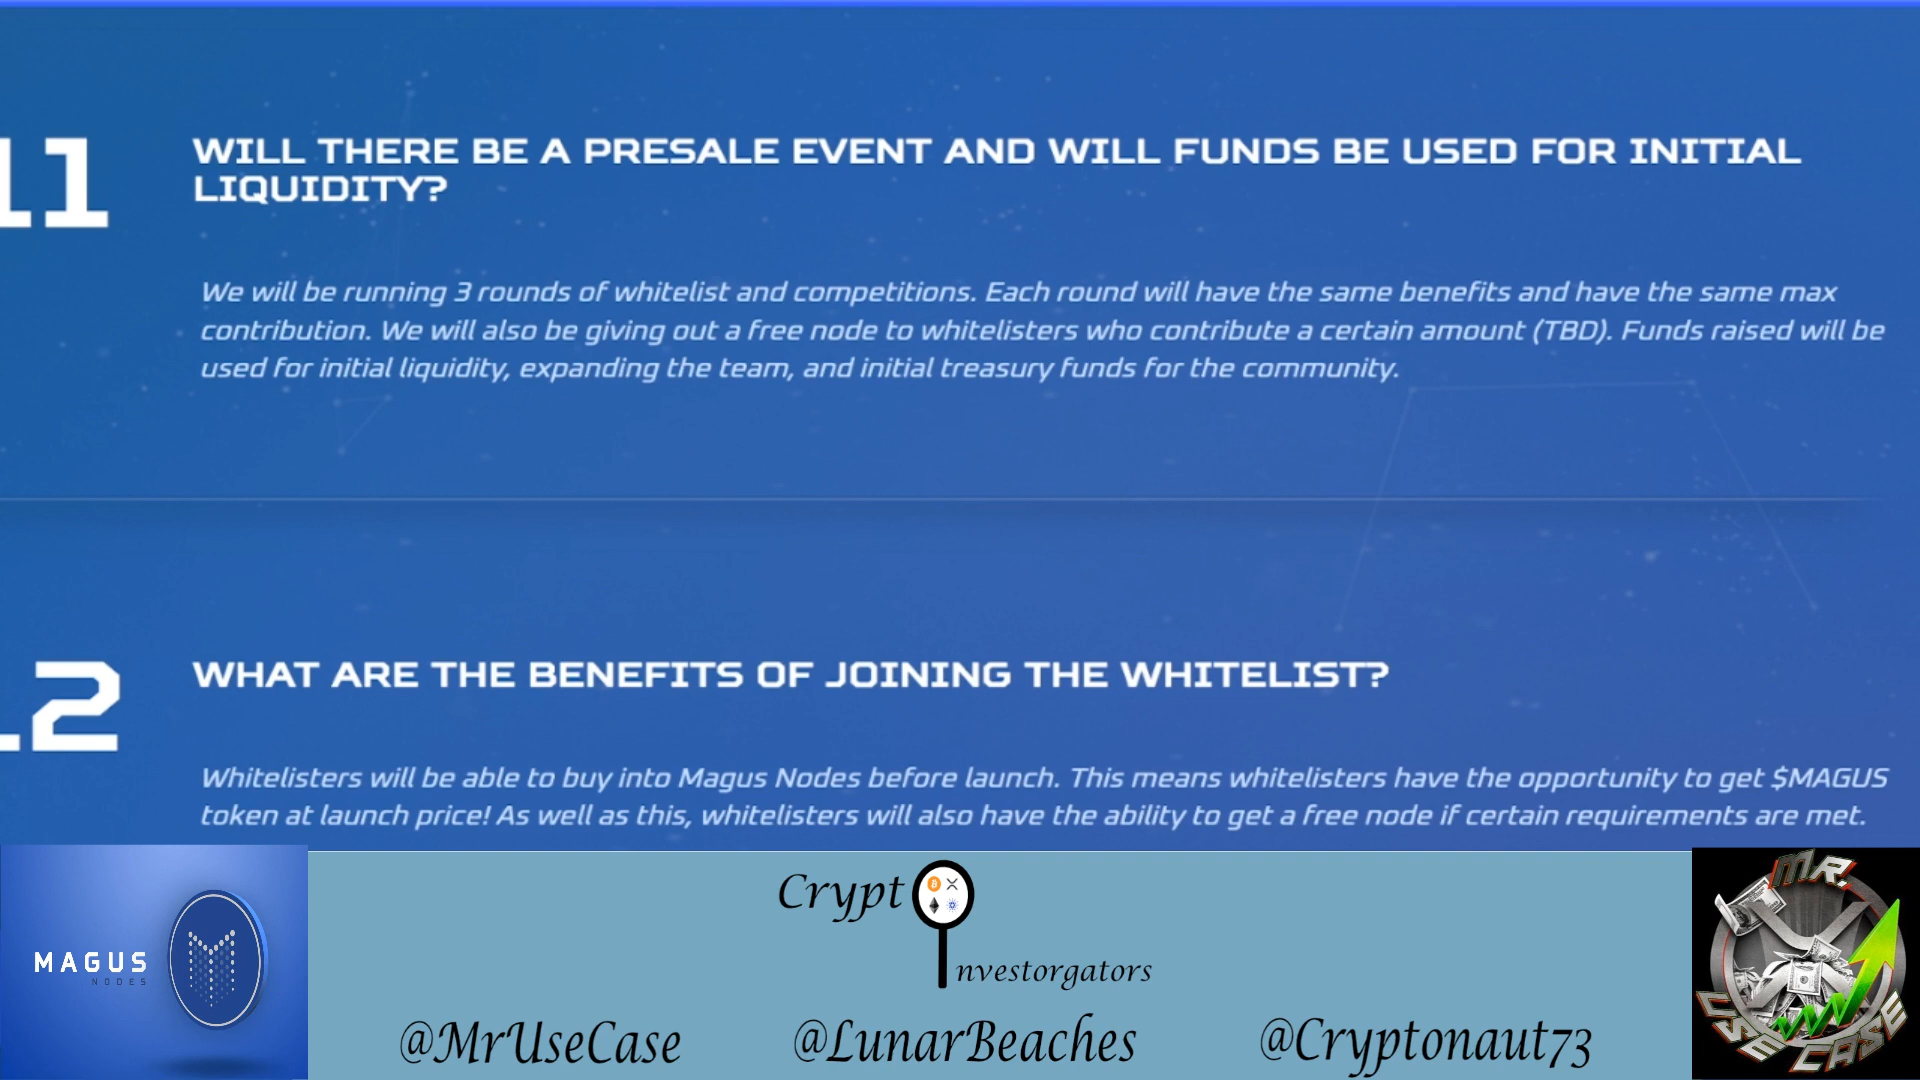 11
WILL THERE BE A PRESALE EVENT AND WILL FUNDS BE USED FOR INITIAL
LIQUIDITY?
We will be running 3 rounds of whitelist and competitions. Each round will have the same benefits and have the same max
contribution. We will also be giving out a free node to whitelisters who contribute a certain amount (TBD). Funds raised will be
used for initial liquidity, expanding the team, and initial treasury funds for the community.
12
WHAT ARE THE BENEFITS OF JOINING THE WHITELIST?
Whitelisters will be able to buy into Magus Nodes before launch. This means whitelisters have the opportunity to get $MAGUS
token at launch price! As well as this, whitelisters will also have the ability to get a free node if certain requirements are met.
MAGUS
NODES
Crypt
nvestorgators
@MrUseCase
@LunarBeaches
@Cryptonaut73
MR.
USE CASE